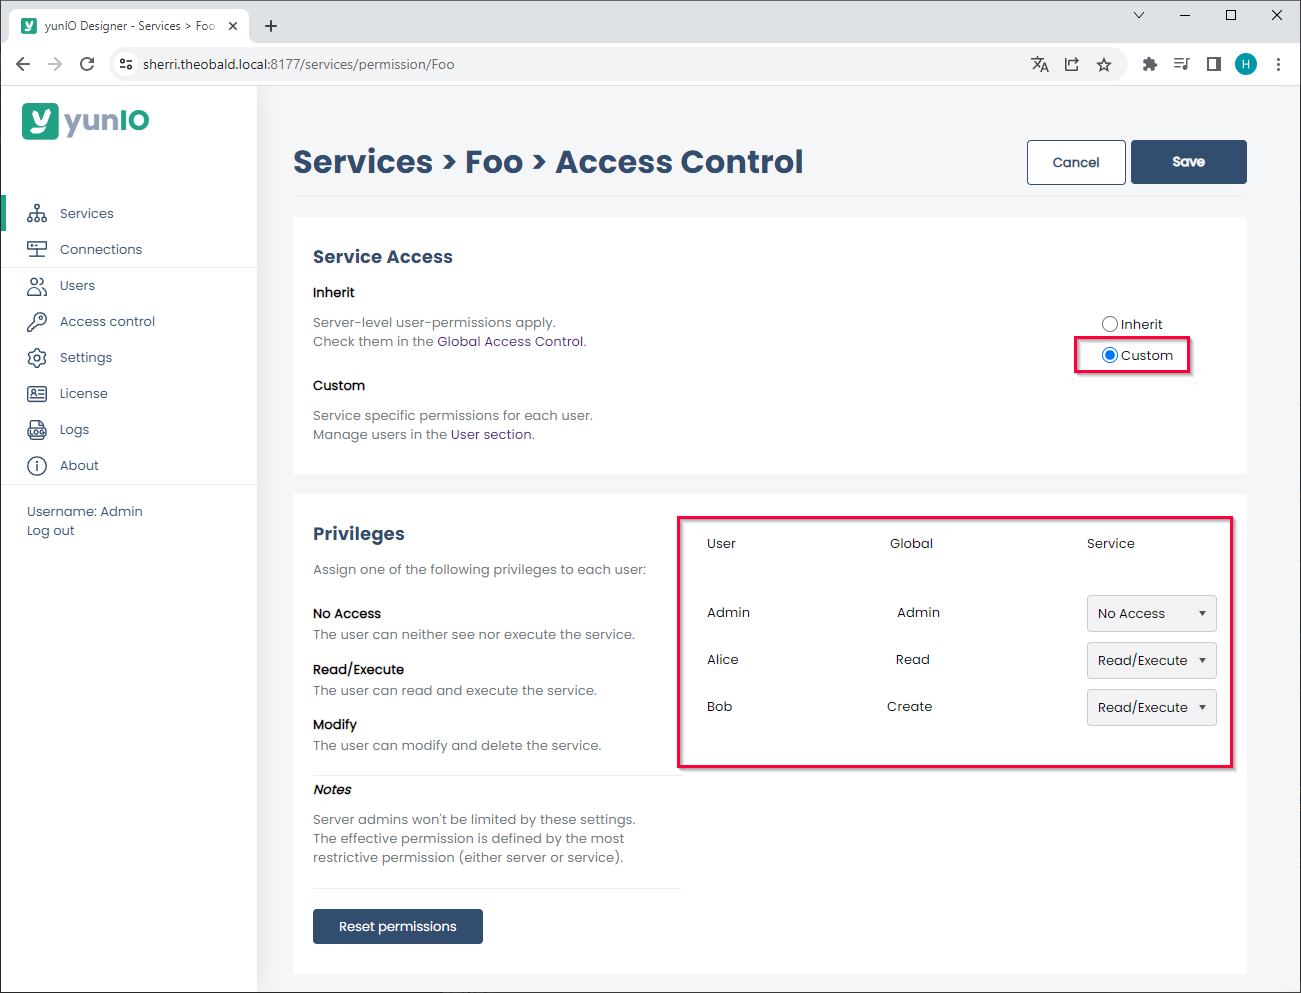 yunIO Designer - Services > Foo
sherri.theobald.local:8177/services/permission/Foo
H
yunIO
Services > Foo > Access Control
Cancel
Save
Services
Connections
Users
Access control
Settings
License
LOG
Logs
About
Username: Admin
Log out
Service Access
Inherit
Server-level user-permissions apply.
Check them in the Global Access Control.
Custom
Service specific permissions for each user.
Manage users in the User section.
Inherit
Custom
Privileges
Assign one of the following privileges to each user:
No Access
The user can neither see nor execute the service.
Read/Execute
The user can read and execute the service.
Modify
The user can modify and delete the service.
Notes
Server admins won't be limited by these settings.
The effective permission is defined by the most
restrictive permission (either server or service).
Reset permissions
User Global Service
Admin Admin No Access
Alice Read Read/Execute
Bob Create Read/Execute